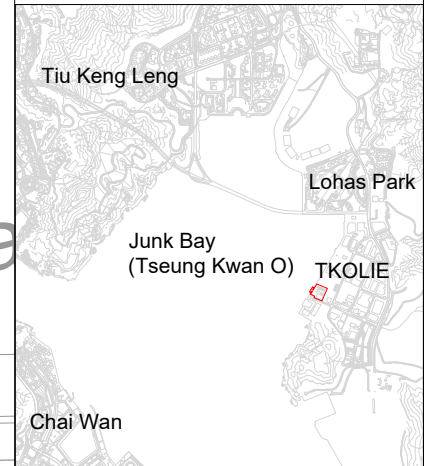 Tiu Keng Leng
Lohas Park
Junk Bay
(Tseung Kwan O)
TKOLIE
Chai Wan